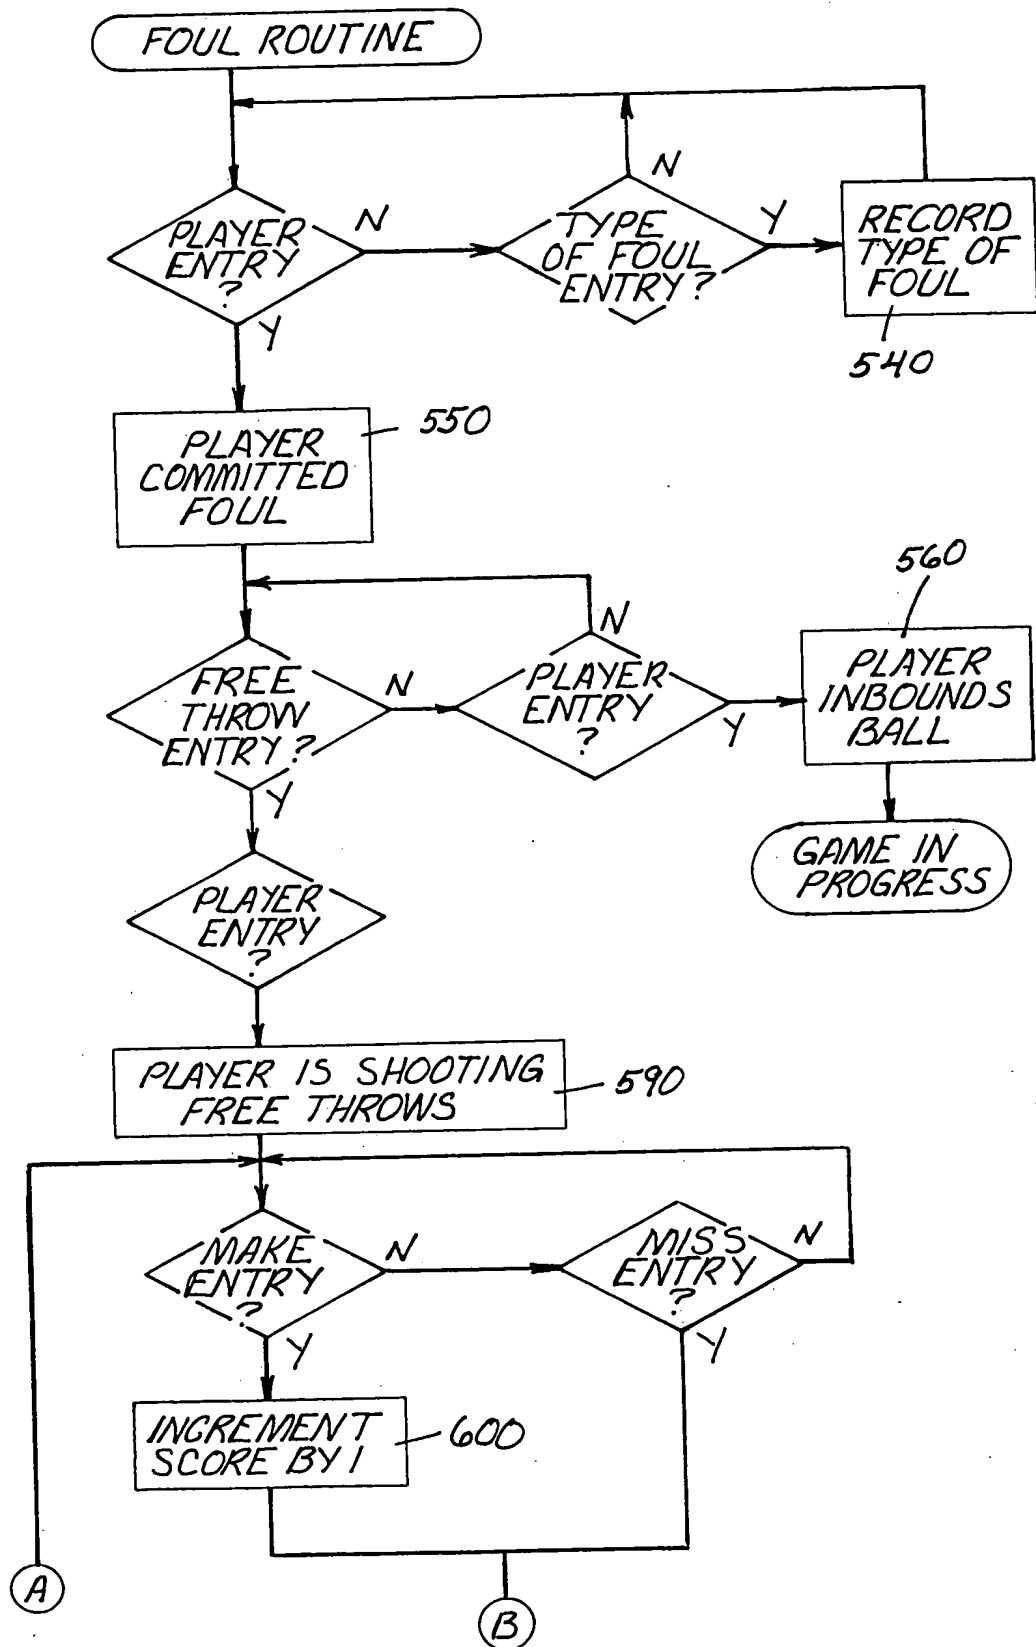 FOUL ROUTINE
PLAYER
ENTRY
?
N
Y
TYPE
OF FOUL
ENTRY?
N
Y
RECORD
TYPE OF
FOUL
540
PLAYER
COMMITTED
FOUL
550
FREE
THROW
ENTRY?
N
Y
PLAYER
ENTRY
?
N
Y
560
PLAYER
INBOUNDS
BALL
GAME IN
PROGRESS
PLAYER
ENTRY
?
PLAYER IS SHOOTING
FREE THROWS
590
MAKE
ENTRY
?
N
Y
MISS
ENTRY
?
N
Y
INCREMENT
SCORE BY 1
600
A
B